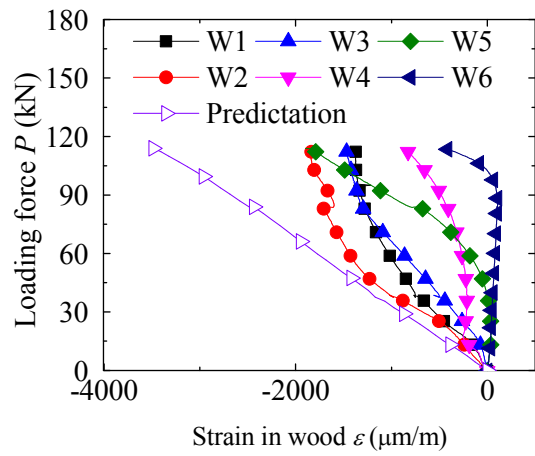 180
150
120
90
60
30
0
Loading force P (kN)
W1 W3 W5
W2 W4 W6
Predictation
-4000 -2000 0
Strain in wood ε (μm/m)